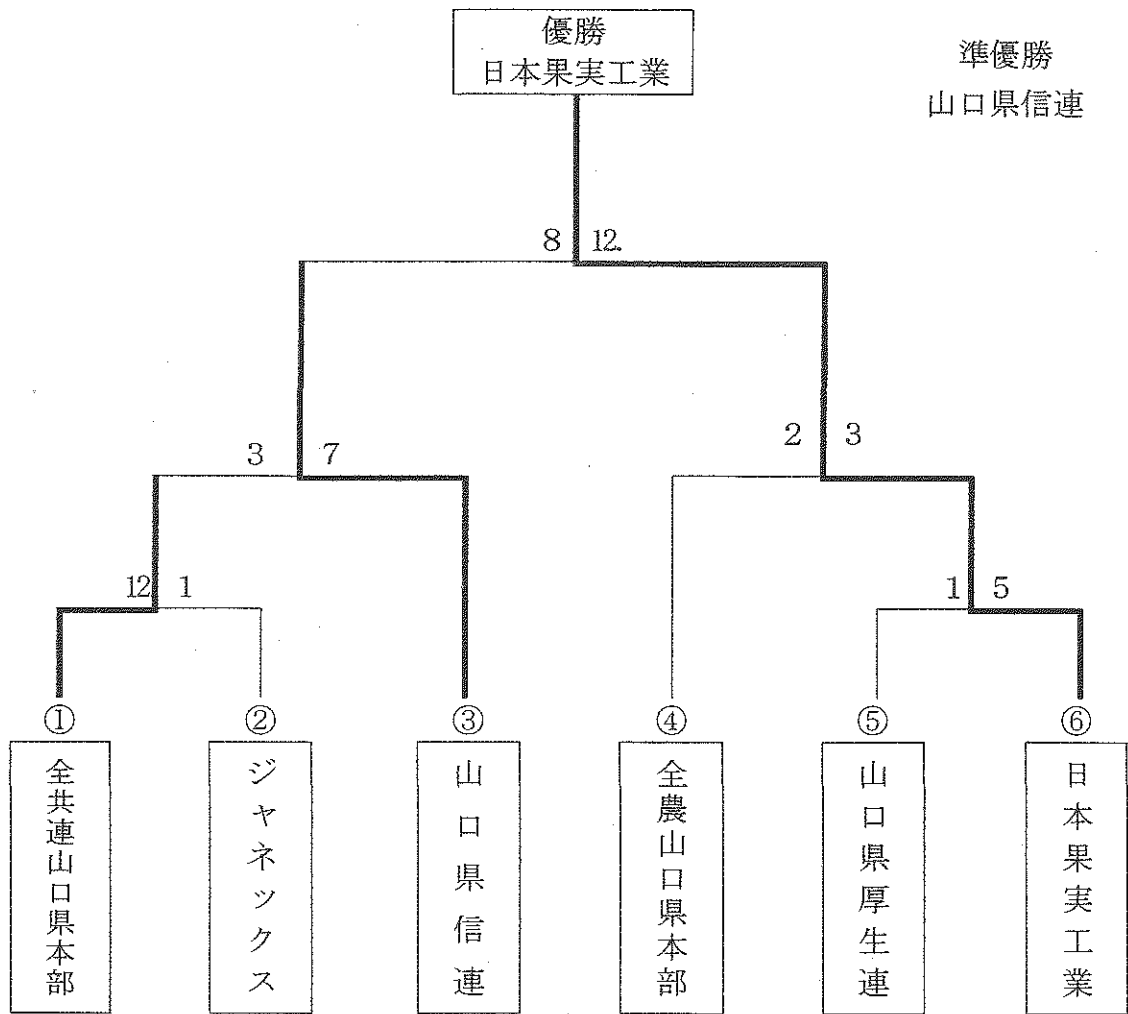 優勝
日本果実工業
準優勝
山口県信連
8 12.
3 7
2 3
12 1
1 5
① ② ③ ④ ⑤ ⑥
全共連山口県本部
ジャネックス
山口県信連
全農山口県本部
山口県厚生連
日本果実工業